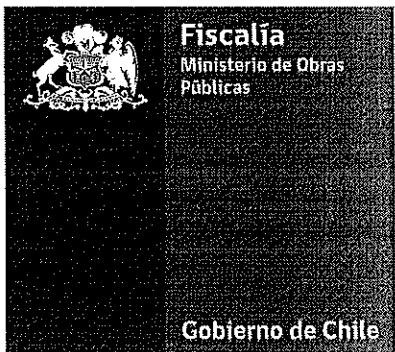 Fiscalía
Ministerio de Obras
Públicas
Gobierno de Chile